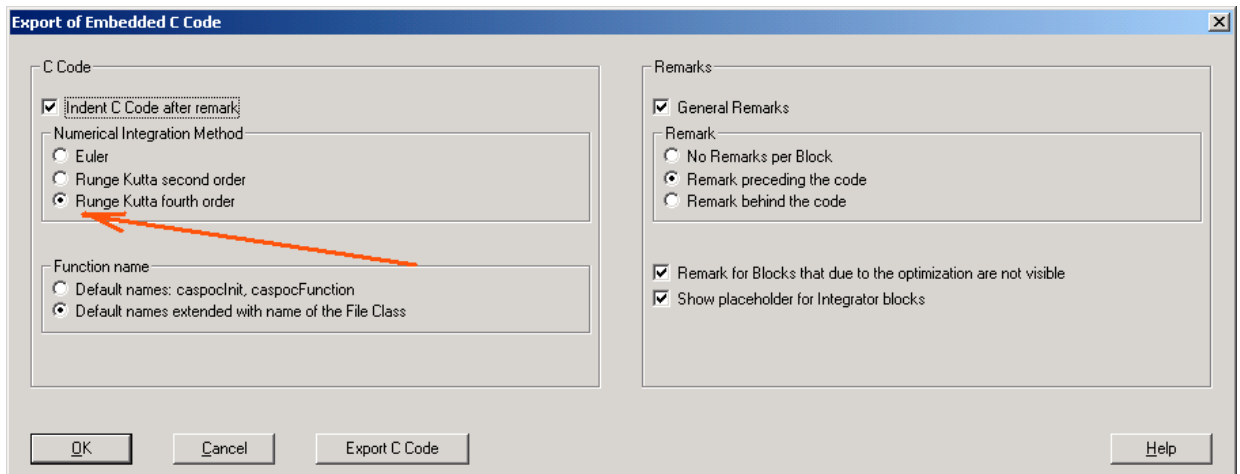 Export of Embedded C Code
C Code
Indent C Code after remark
Numerical Integration Method
Euler
Runge Kutta second order
Runge Kutta fourth order
Function name
Default names: caspocInit, caspocFunction
Default names extended with name of the File Class
Remarks
General Remarks
Remark
No Remarks per Block
Remark preceding the code
Remark behind the code
Remark for Blocks that due to the optimization are not visible
Show placeholder for Integrator blocks
OK
Cancel
Export C Code
Help